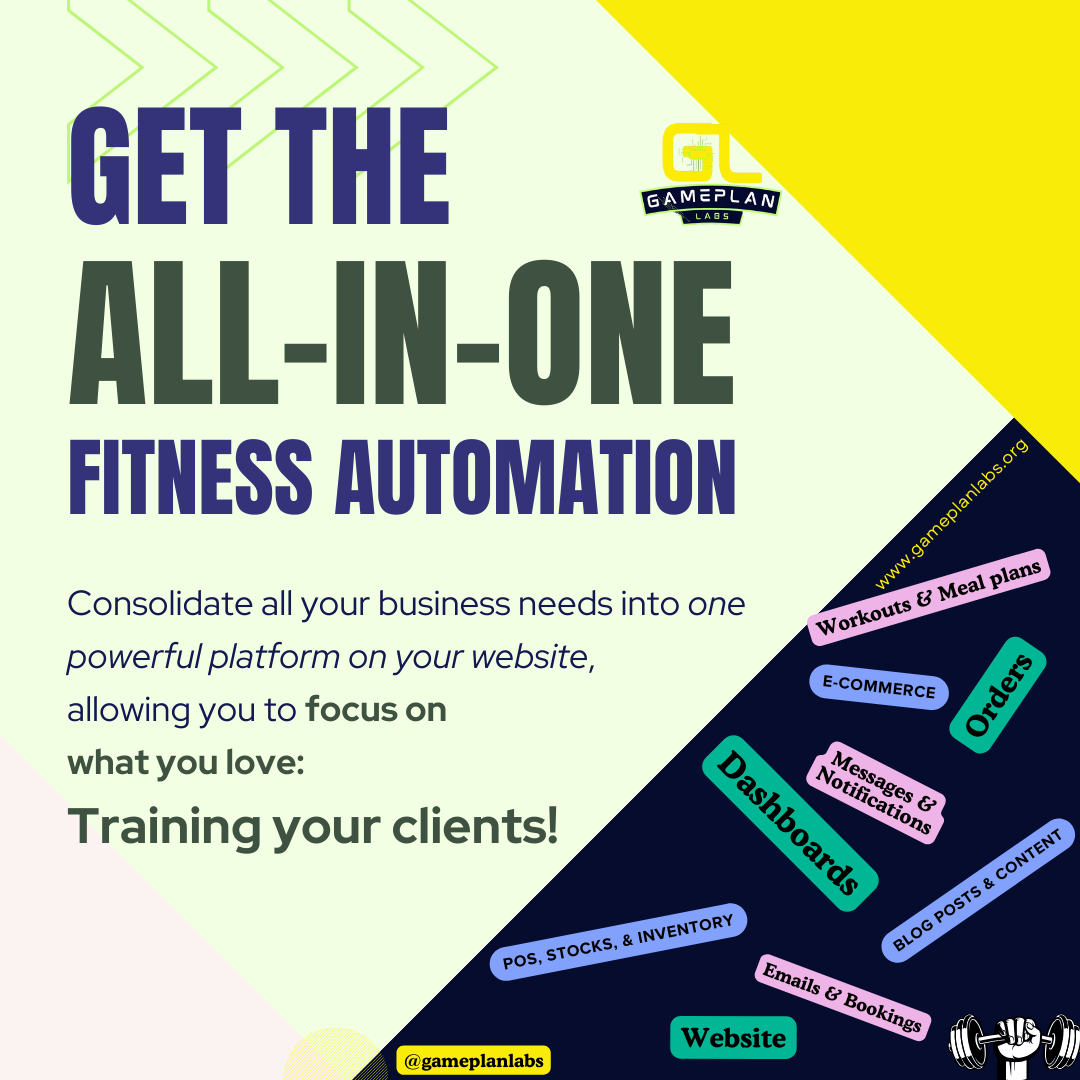 GET THE
GL
GAMEPLAN
LABS
ALL-IN-ONE
FITNESS AUTOMATION
www.gameplanlabs.org
Consolidate all your business needs into one
powerful platform on your website,
allowing you to focus on
what you love:
Training your clients!
Workouts & Meal plans
E-COMMERCE
Orders
Messages &
Notifications
Dashboards
BLOG POSTS & CONTENT
POS, STOCKS, & INVENTORY
Emails & Bookings
Website
@gameplanlabs